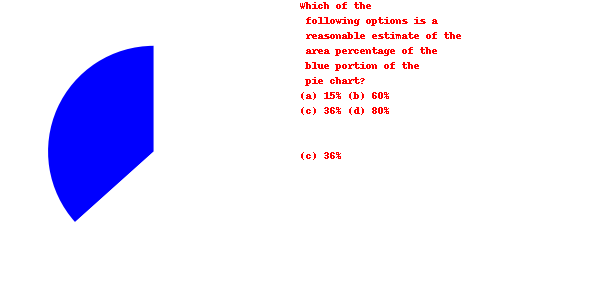 Which of the
following options is a
reasonable estimate of the
area percentage of the
blue portion of the
pie chart?
(a) 15% (b) 60%
(c) 36% (d) 80%
(c) 36%